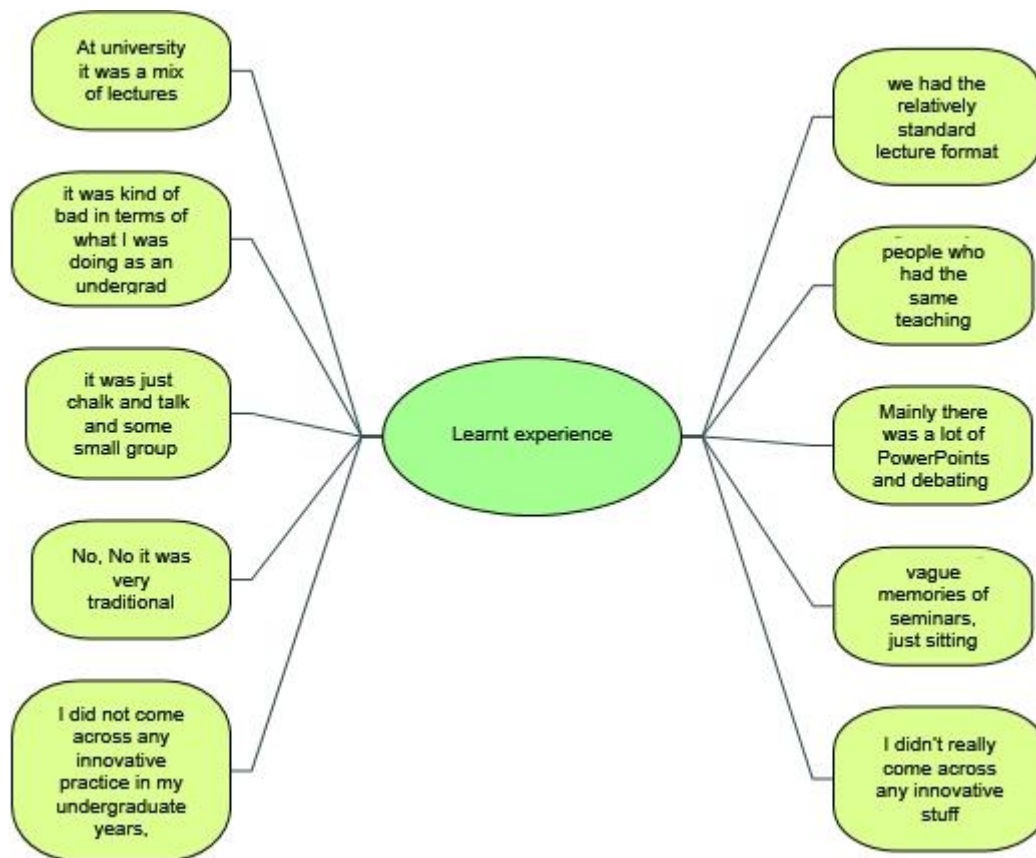 At university
it was a mix
of lectures
it was kind of
bad in terms of
what I was
doing as an
undergrad
it was just
chalk and talk
and some
small group
No, No it was
very
traditional
I did not come
across any
innovative
practice in my
undergraduate
years,
Learnt experience
we had the
relatively
standard
lecture format
people who
had the
same
teaching
Mainly there
was a lot of
PowerPoints
and debating
vague
memories of
seminars,
just sitting
I didn't really
come across
any innovative
stuff